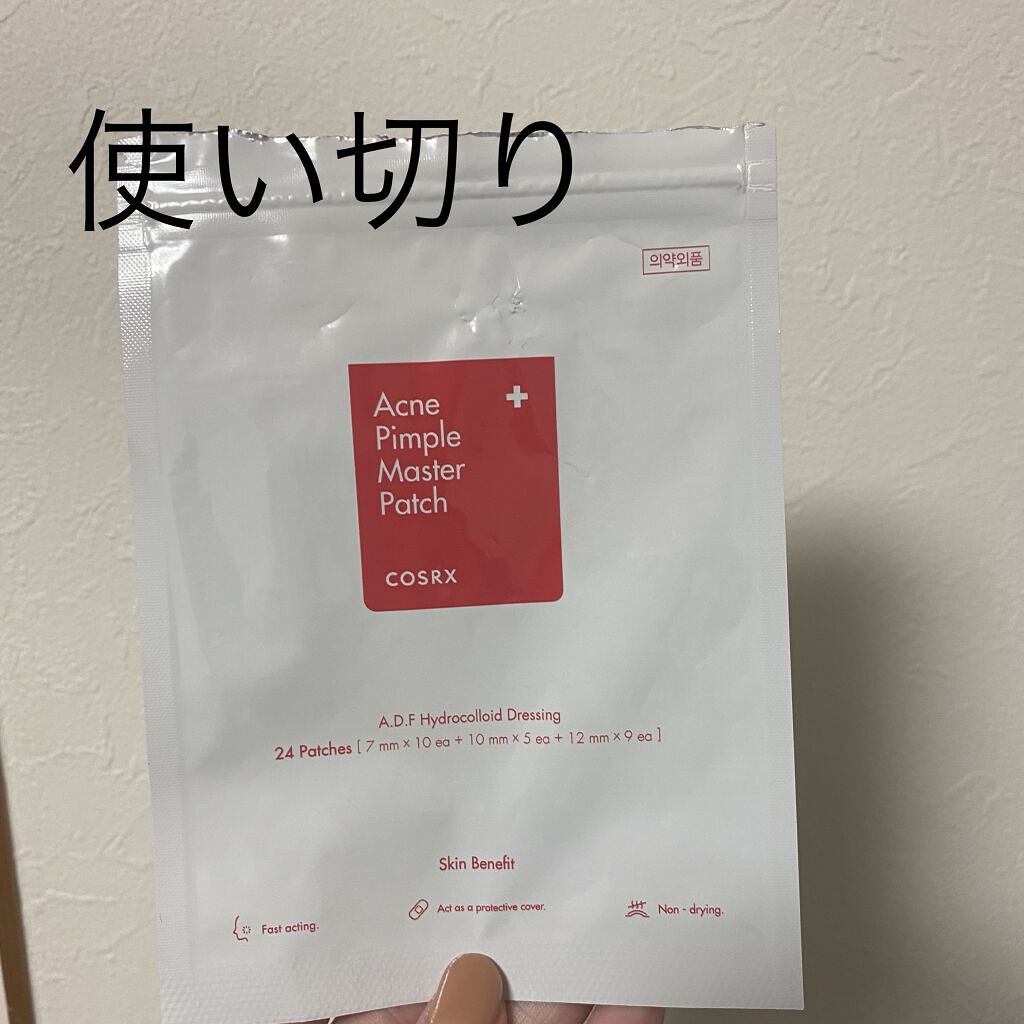 使い切り
의약외품
Acne
Pimple
Master
Patch
COSRX
A.D.F Hydrocolloid Dressing
24 Patches [ 7 mm × 10 ea + 10 mm × 5 ea + 12 mm × 9 ea ]
Skin Benefit
Fast acting.
Act as a protective cover.
Non - drying.